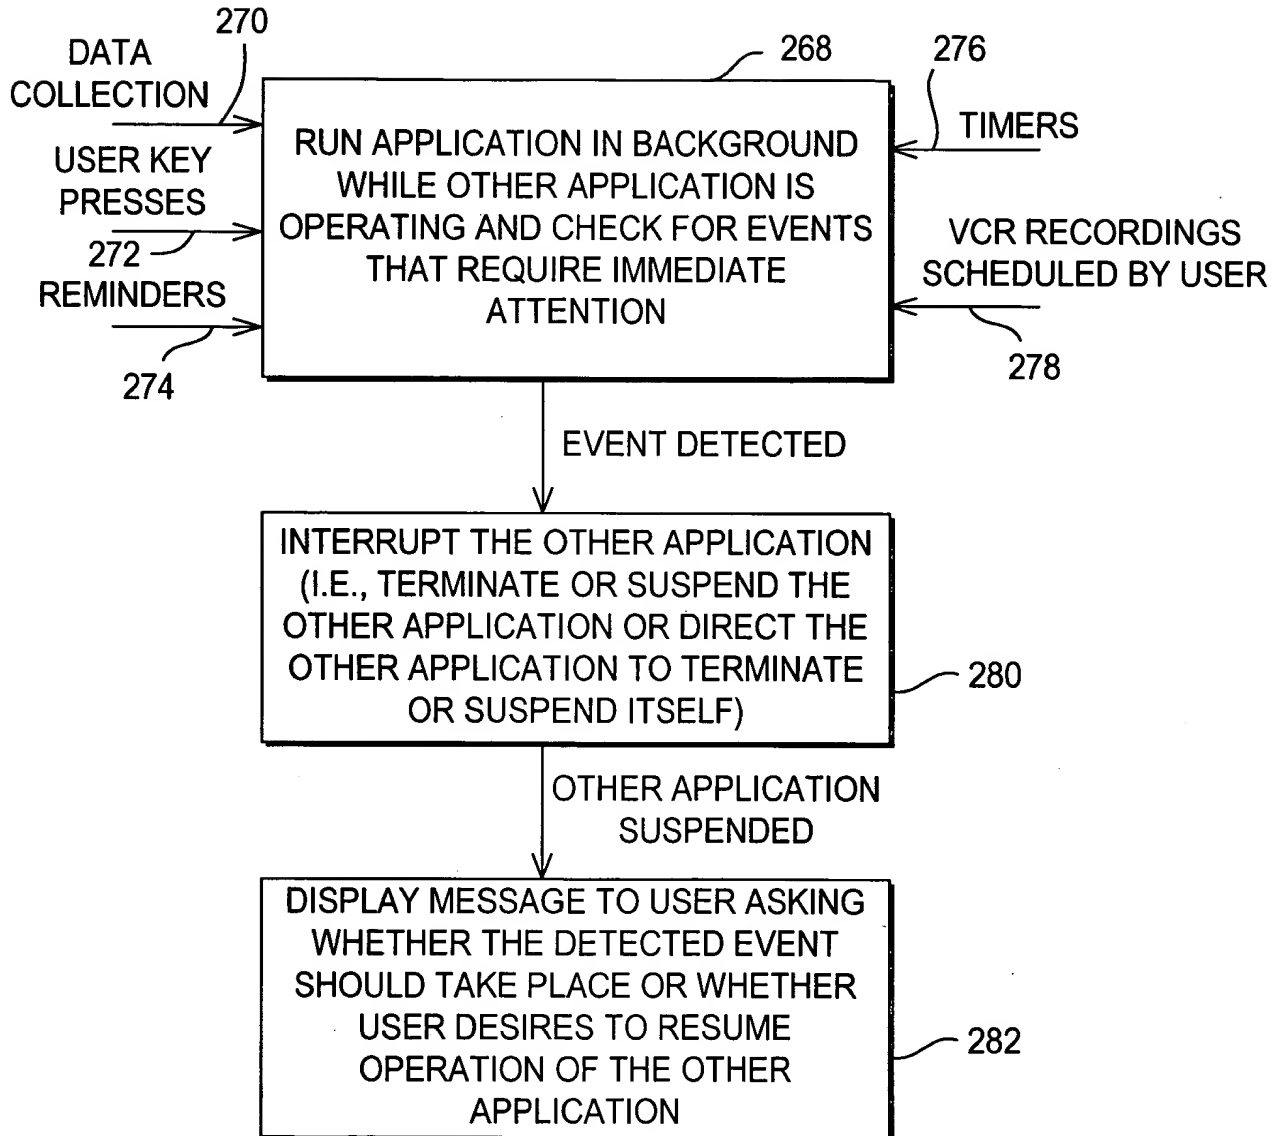 270
DATA
COLLECTION
USER KEY
PRESSES
272
REMINDERS
274
268
276
TIMERS
VCR RECORDINGS
SCHEDULED BY USER
278
RUN APPLICATION IN BACKGROUND
WHILE OTHER APPLICATION IS
OPERATING AND CHECK FOR EVENTS
THAT REQUIRE IMMEDIATE
ATTENTION
EVENT DETECTED
INTERRUPT THE OTHER APPLICATION
(I.E., TERMINATE OR SUSPEND THE
OTHER APPLICATION OR DIRECT THE
OTHER APPLICATION TO TERMINATE
OR SUSPEND ITSELF)
280
OTHER APPLICATION
SUSPENDED
DISPLAY MESSAGE TO USER ASKING
WHETHER THE DETECTED EVENT
SHOULD TAKE PLACE OR WHETHER
USER DESIRES TO RESUME
OPERATION OF THE OTHER
APPLICATION
282